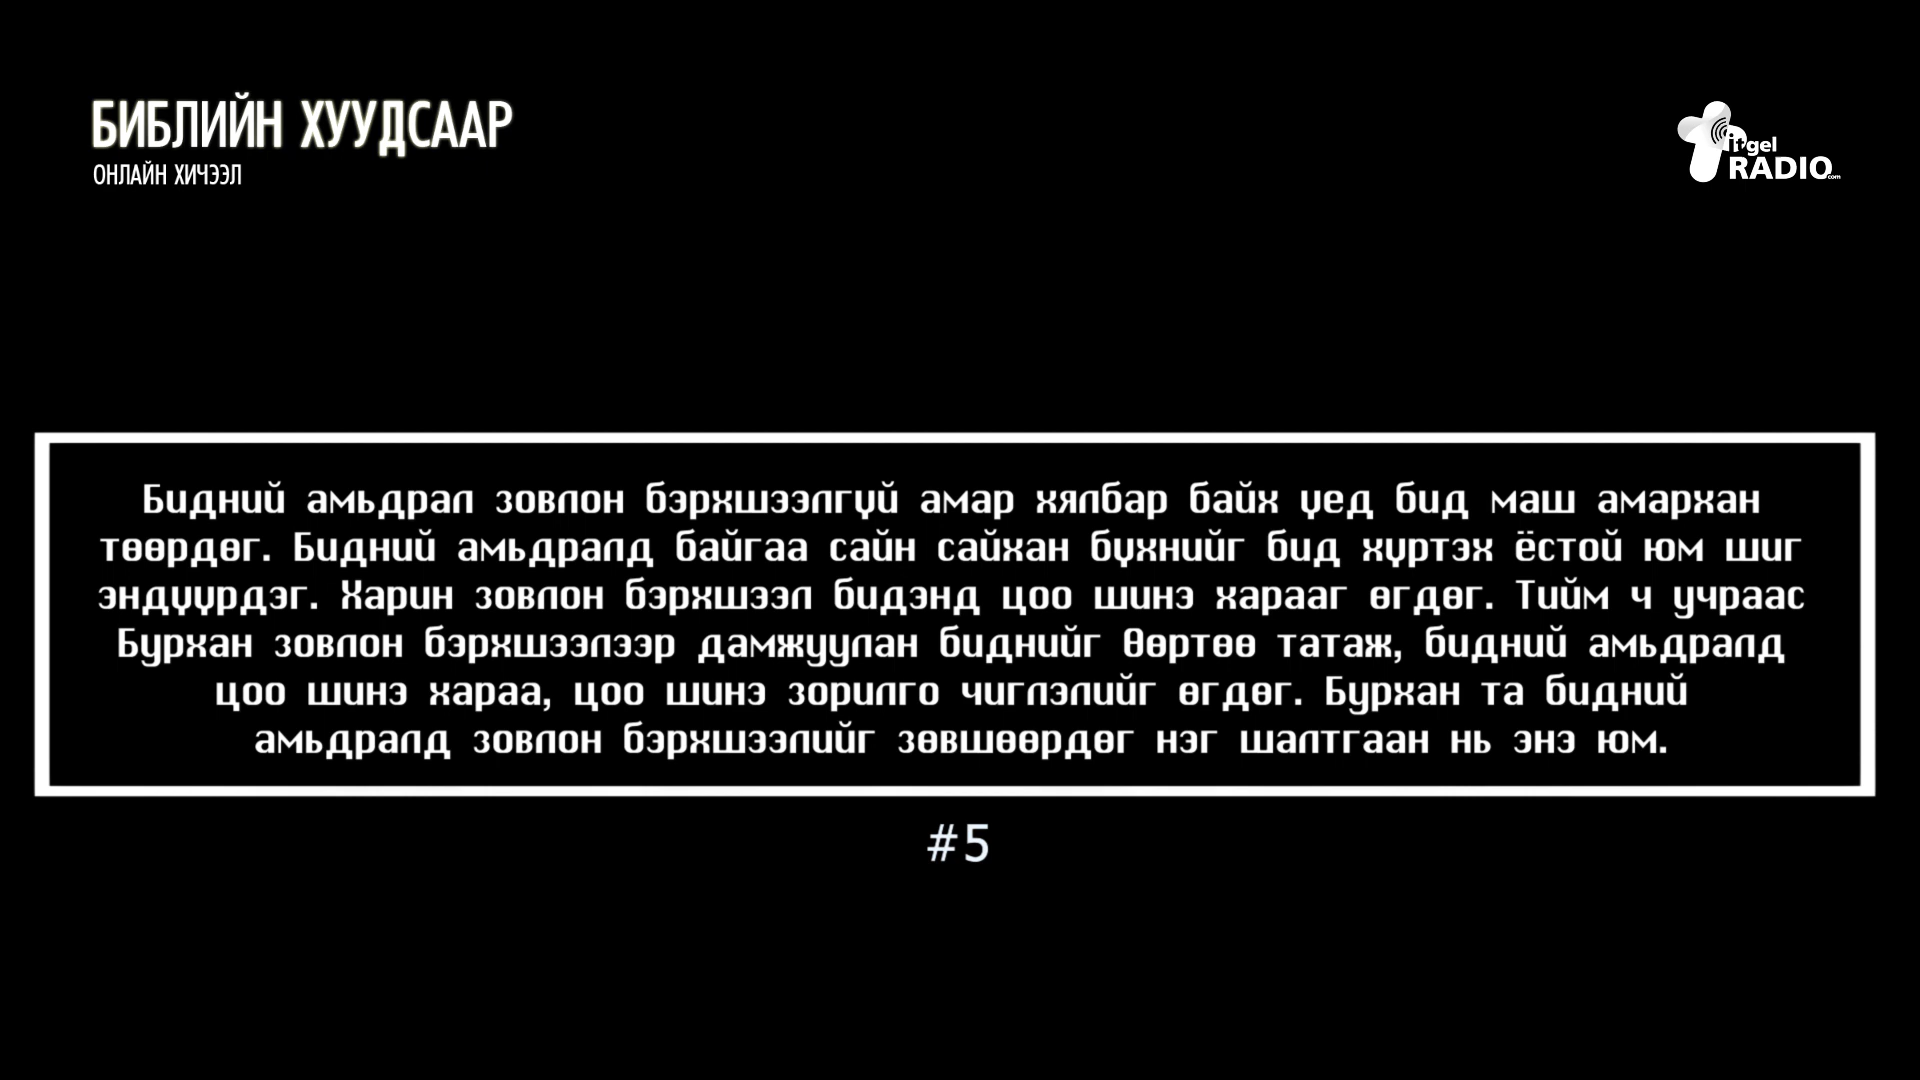 БИБЛИЙН ХУУДСААР
ОНЛАЙН ХИЧЭЭЛ
itgel
RADIO.com
Бидний амьдрал зовлон бэрхшээлгүй амар хялбар байх үед бид маш амархан
төөрдөг. Бидний амьдралд байгаа сайн сайхан бүхнийг бид хүртэх ёстой юм шиг
эндүүрдэг. Харин зовлон бэрхшээл бидэнд цоо шинэ харааг өгдөг. Тийм ч учраас
Бурхан зовлон бэрхшээлээр дамжуулан биднийг Өөртөө татаж, бидний амьдралд
цоо шинэ хараа, цоо шинэ зорилго чиглэлийг өгдөг. Бурхан та бидний
амьдралд зовлон бэрхшээлийг зөвшөөрдөг нэг шалтгаан нь энэ юм.
#5